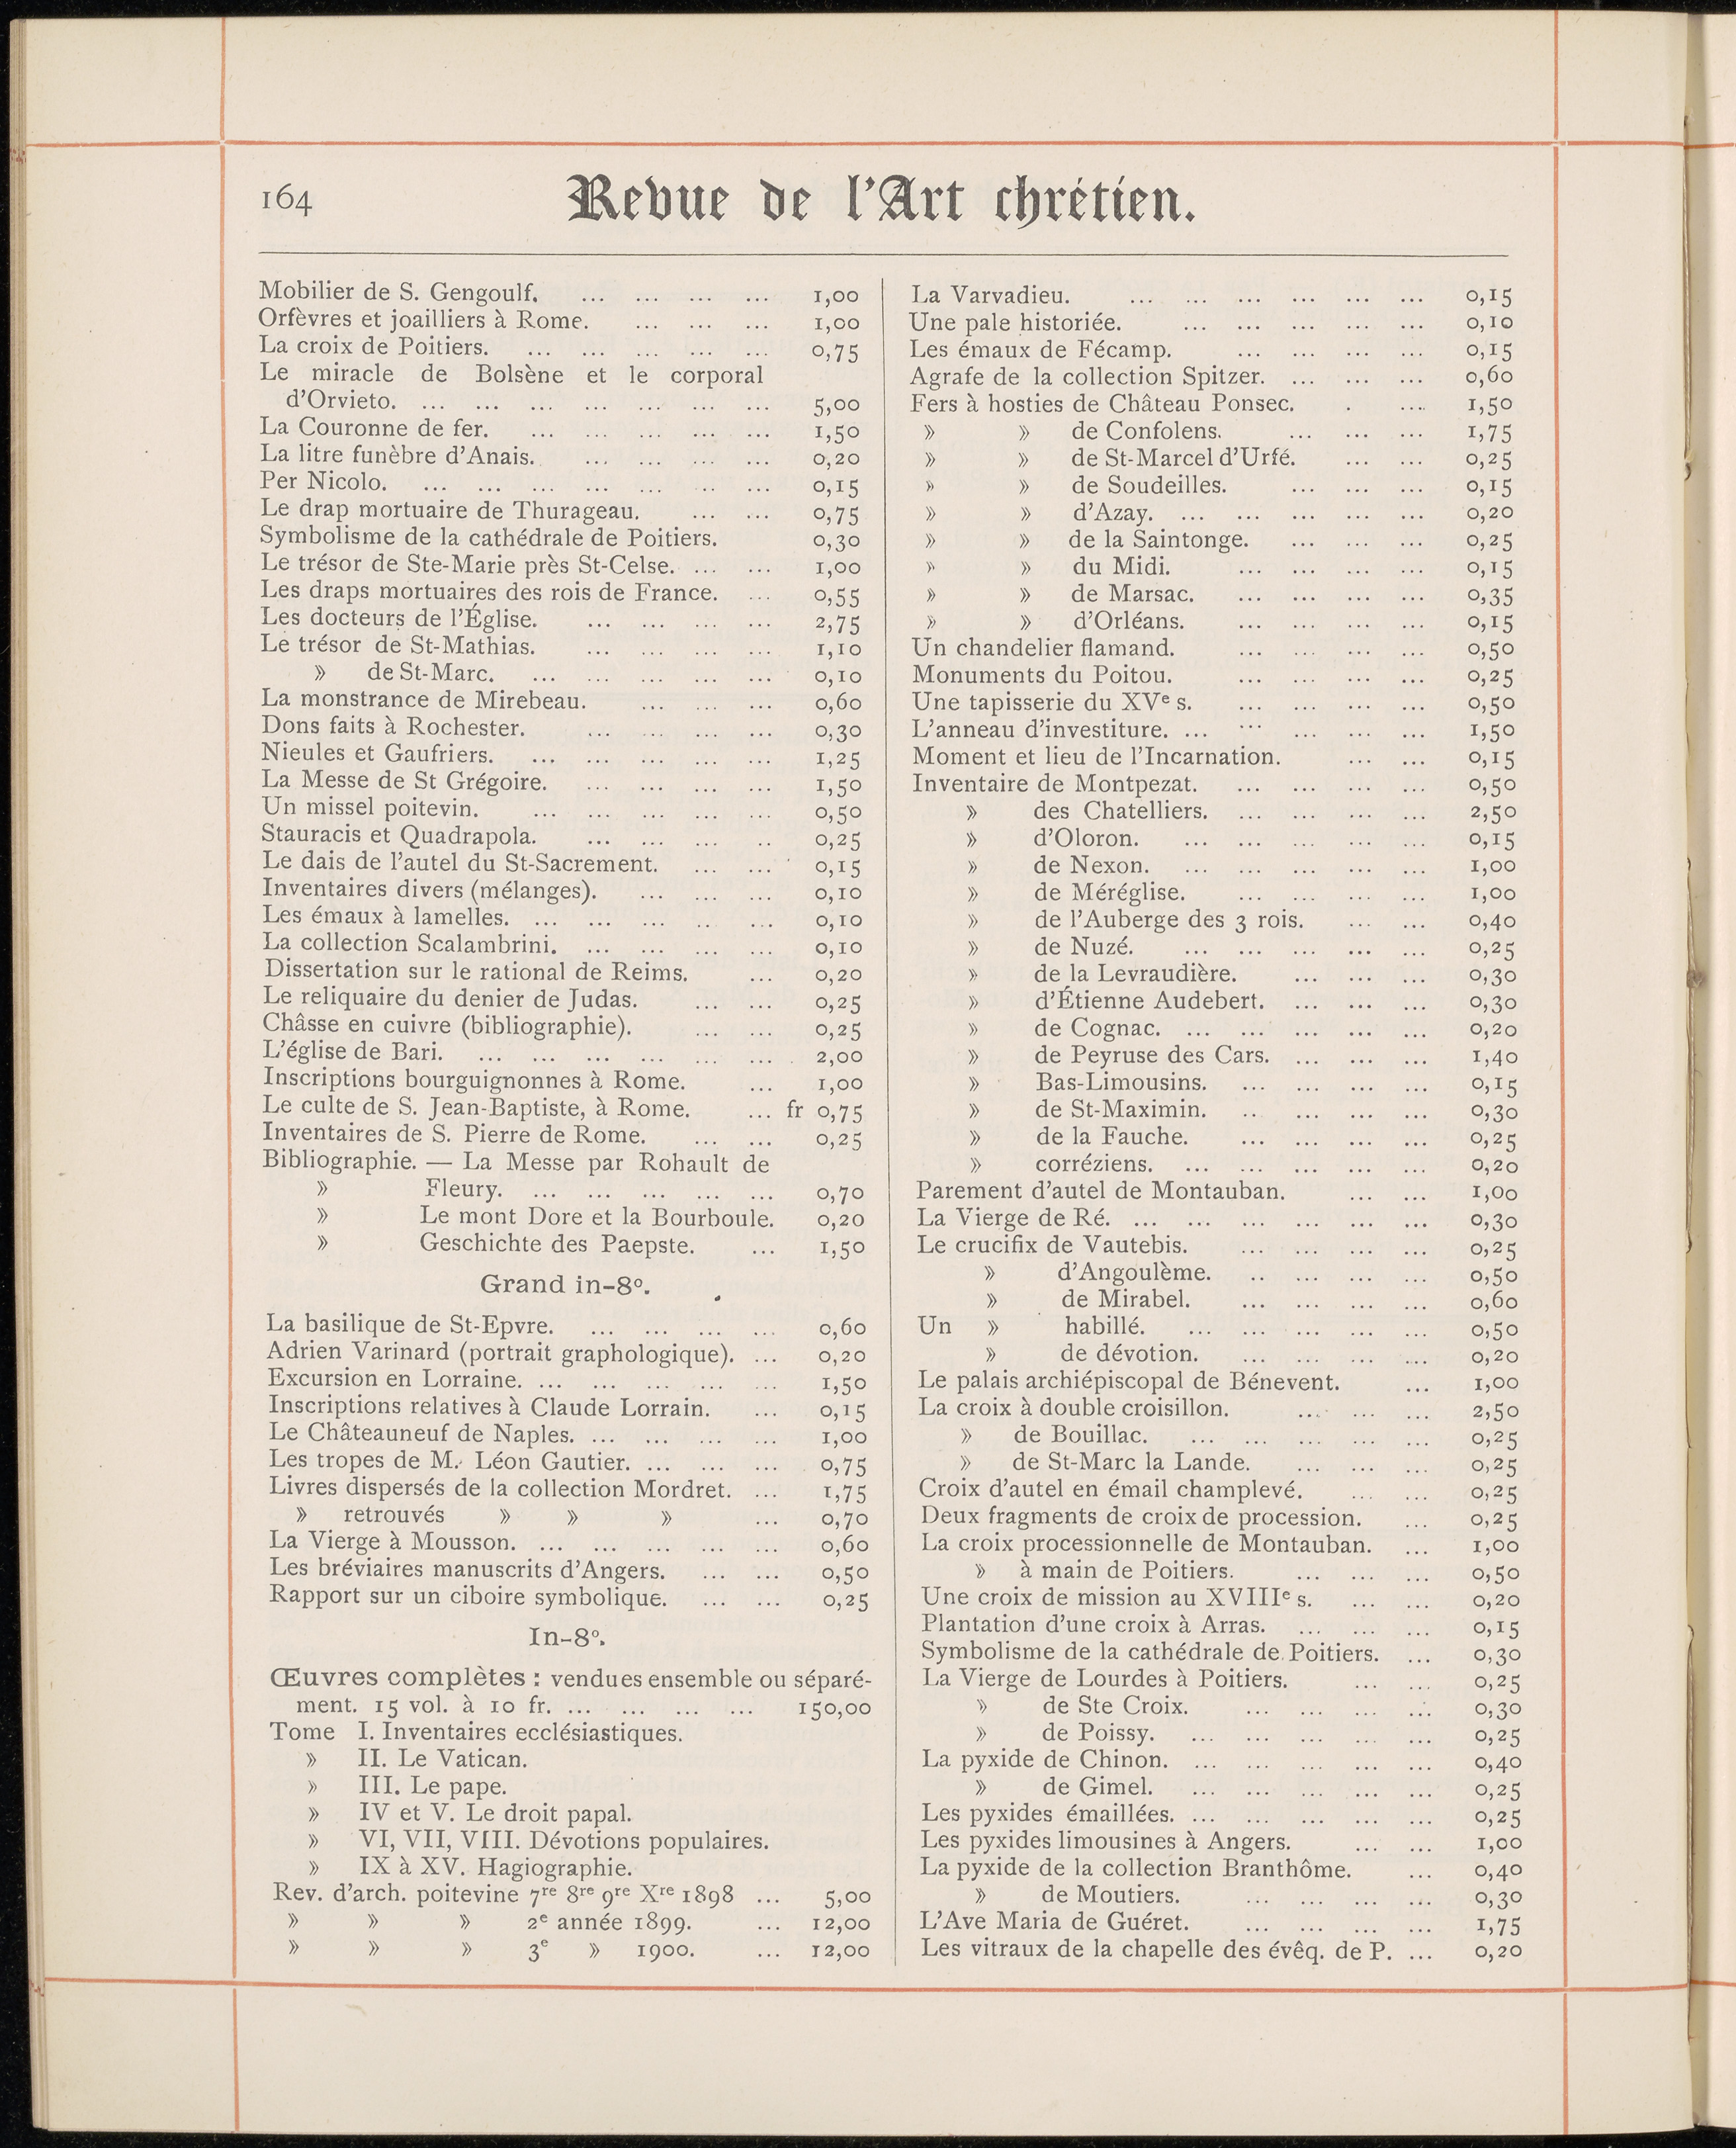 164
Revue de l'Art chrétien.
Mobilier de S. Gengoulf. ... ... ... ... 1,00
Orfèvres et joailliers à Rome. ... ... ... 1,00
La croix de Poitiers. ... ... ... ... ... 0,75
Le miracle de Bolsène et le corporal
d'Orvieto. ... ... ... ... ... ... ... 5,00
La Couronne de fer. ... ... ... ... ... 1,50
La litre funèbre d'Anais. ... ... ... ... 0,20
Per Nicolo. ... ... ... ... ... ... ... 0,15
Le drap mortuaire de Thurageau. ... ... 0,75
Symbolisme de la cathédrale de Poitiers. 0,30
Le trésor de Ste-Marie près St-Celse. ... ... 1,00
Les draps mortuaires des rois de France. ... 0,55
Les docteurs de l'Église. ... ... ... ... 2,75
Le trésor de St-Mathias. ... ... ... ... 1,10
» de St-Marc. ... ... ... ... ... 0,10
La monstrance de Mirebeau. ... ... ... 0,60
Dons faits à Rochester. ... ... ... ... 0,30
Nieules et Gaufriers. ... ... ... ... ... 1,25
La Messe de St Grégoire. ... ... ... ... 1,50
Un missel poitevin. ... ... ... ... ... 0,50
Stauracis et Quadrapola. ... ... ... .. 0,25
Le dais de l'autel du St-Sacrement. ... ... 0,15
Inventaires divers (mélanges). ... ... ... 0,10
Les émaux à lamelles. ... ... ... ... ... 0,10
La collection Scalambrini. ... ... ... ... 0,10
Dissertation sur le rational de Reims. ... 0,20
Le reliquaire du denier de Judas. ... ... 0,25
Châsse en cuivre (bibliographie). ... ... 0,25
L'église de Bari. ... ... ... ... ... ... 2,00
Inscriptions bourguignonnes à Rome. ... 1,00
Le culte de S. Jean-Baptiste, à Rome. ... fr 0,75
Inventaires de S. Pierre de Rome. ... ... 0,25
Bibliographie. — La Messe par Rohault de
» Fleury. ... ... ... ... ... 0,70
» Le mont Dore et la Bourboule. 0,20
» Geschichte des Paepste. ... 1,50
Grand in-8º.
La basilique de St-Epvre. ... ... ... ... 0,60
Adrien Varinard (portrait graphologique). ... 0,20
Excursion en Lorraine. ... ... ... ... ... 1,50
Inscriptions relatives à Claude Lorrain. ... 0,15
Le Châteauneuf de Naples. ... ... ... ... 1,00
Les tropes de M. Léon Gautier. ... ... ... 0,75
Livres dispersés de la collection Mordret. ... 1,75
» retrouvés » » » ... 0,70
La Vierge à Mousson. ... ... ... ... ... 0,60
Les bréviaires manuscrits d'Angers. ... ... 0,50
Rapport sur un ciboire symbolique. ... ... 0,25
In-8º.
Œuvres complètes : vendues ensemble ou séparé-
ment. 15 vol. à 10 fr. ... ... ... ... 150,00
Tome I. Inventaires ecclésiastiques.
» II. Le Vatican.
» III. Le pape.
» IV et V. Le droit papal.
» VI, VII, VIII. Dévotions populaires.
» IX à XV. Hagiographie.
Rev. d'arch. poitevine 7re 8re 9re Xre 1898 ... 5,00
» » » 2e année 1899. ... 12,00
» » » 3e » 1900. ... 12,00
La Varvadieu. ... ... ... ... ... ... 0,15
Une pale historiée. ... ... ... ... ... 0,10
Les émaux de Fécamp. ... ... ... ... 0,15
Agrafe de la collection Spitzer. ... ... ... 0,60
Fers à hosties de Château Ponsec. . ... 1,50
» » de Confolens. ... ... ... 1,75
» » de St-Marcel d'Urfé. ... ... 0,25
» » de Soudeilles. ... ... ... 0,15
» » d'Azay. ... ... ... ... ... 0,20
» » de la Saintonge. ... ... ... 0,25
» » du Midi. ... ... ... ... 0,15
» » de Marsac. ... ... ... ... 0,35
» » d'Orléans. ... ... ... ... 0,15
Un chandelier flamand. ... ... ... ... 0,50
Monuments du Poitou. ... ... ... ... 0,25
Une tapisserie du XVe s. ... ... ... ... 0,50
L'anneau d'investiture. ... ... ... ... ... 1,50
Moment et lieu de l'Incarnation. ... ... 0,15
Inventaire de Montpezat. ... ... ... ... 0,50
» des Chatelliers. ... ... ... ... 2,50
» d'Oloron. ... ... ... ... ... 0,15
» de Nexon. ... ... ... ... ... 1,00
» de Méréglise. ... ... ... ... 1,00
» de l'Auberge des 3 rois. ... ... 0,40
» de Nuzé. ... ... ... ... ... 0,25
» de la Levraudière. ... ... ... 0,30
» d'Étienne Audebert. ... ... ... 0,30
» de Cognac. ... ... ... ... ... 0,20
» de Peyruse des Cars. ... ... ... 1,40
» Bas-Limousins. ... ... ... ... 0,15
» de St-Maximin. .. ... ... ... 0,30
» de la Fauche. ... ... ... ... 0,25
» corréziens. ... ... ... ... ... 0,20
Parement d'autel de Montauban. ... ... 1,00
La Vierge de Ré. ... ... ... ... ... ... 0,30
Le crucifix de Vautebis. ... ... ... ... 0,25
» d'Angoulème. .. ... ... ... 0,50
» de Mirabel. ... ... ... ... 0,60
Un » habillé. ... ... ... ... ... 0,50
» de dévotion. ... ... ... ... 0,20
Le palais archiépiscopal de Bénevent. ... 1,00
La croix à double croisillon. ... ... ... 2,50
» de Bouillac. ... ... ... ... ... 0,25
» de St-Marc la Lande. ... ... ... 0,25
Croix d'autel en émail champlevé. ... ... 0,25
Deux fragments de croix de procession. ... 0,25
La croix processionnelle de Montauban. ... 1,00
» à main de Poitiers. ... ... ... 0,50
Une croix de mission au XVIIIe s. ... ... 0,20
Plantation d'une croix à Arras. ... ... ... 0,15
Symbolisme de la cathédrale de Poitiers. ... 0,30
La Vierge de Lourdes à Poitiers. ... ... 0,25
» de Ste Croix. ... ... ... ... 0,30
» de Poissy. ... ... ... ... ... 0,25
La pyxide de Chinon. ... ... ... ... ... 0,40
» de Gimel. ... ... ... ... ... 0,25
Les pyxides émaillées. ... ... ... ... ... 0,25
Les pyxides limousines à Angers. ... ... 1,00
La pyxide de la collection Branthôme. ... 0,40
» de Moutiers. ... ... ... ... 0,30
L'Ave Maria de Guéret. ... ... ... ... 1,75
Les vitraux de la chapelle des évêq. de P. ... 0,20